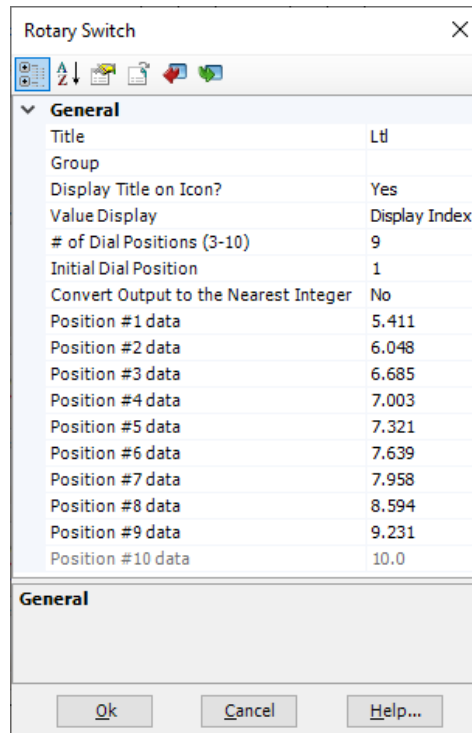 Rotary Switch
General
Title Ltl
Group
Display Title on Icon? Yes
Value Display Display Index
# of Dial Positions (3-10) 9
Initial Dial Position 1
Convert Output to the Nearest Integer No
Position #1 data 5.411
Position #2 data 6.048
Position #3 data 6.685
Position #4 data 7.003
Position #5 data 7.321
Position #6 data 7.639
Position #7 data 7.958
Position #8 data 8.594
Position #9 data 9.231
Position #10 data 10.0
General
Ok Cancel Help...